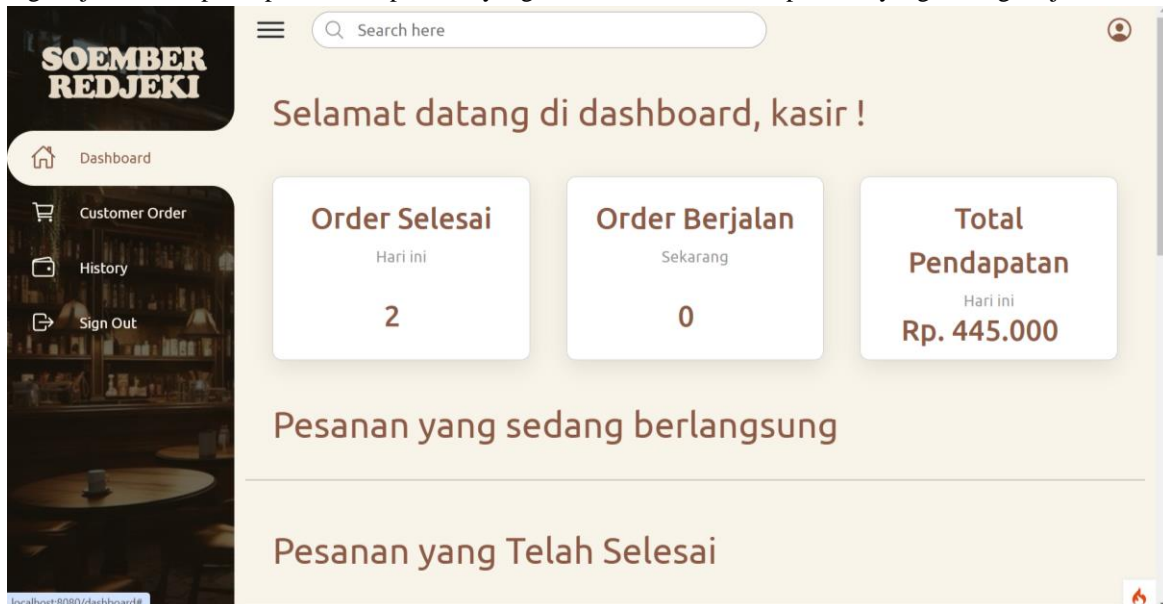 SOEMBER
REDJEKI
Search here
Selamat datang di dashboard, kasir !
Dashboard
Customer Order
History
Sign Out
Order Selesai
Hari ini
2
Order Berjalan
Sekarang
0
Total
Pendapatan
Hari ini
Rp. 445.000
Pesanan yang sedang berlangsung
Pesanan yang Telah Selesai
localhost:8080/dashboard#